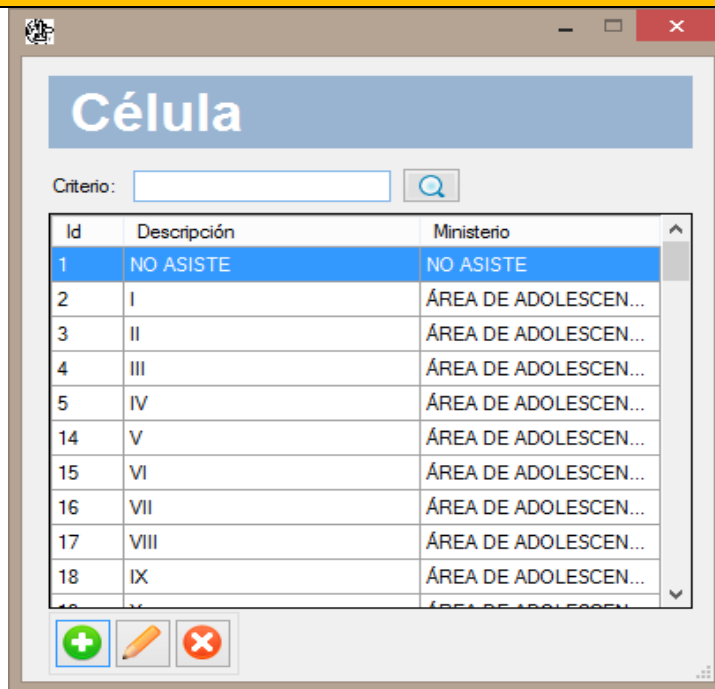 Célula
Criterio:
Id Descripción Ministerio
1 NO ASISTE NO ASISTE
2 I ÁREA DE ADOLESCEN...
3 II ÁREA DE ADOLESCEN...
4 III ÁREA DE ADOLESCEN...
5 IV ÁREA DE ADOLESCEN...
14 V ÁREA DE ADOLESCEN...
15 VI ÁREA DE ADOLESCEN...
16 VII ÁREA DE ADOLESCEN...
17 VIII ÁREA DE ADOLESCEN...
18 IX ÁREA DE ADOLESCEN...